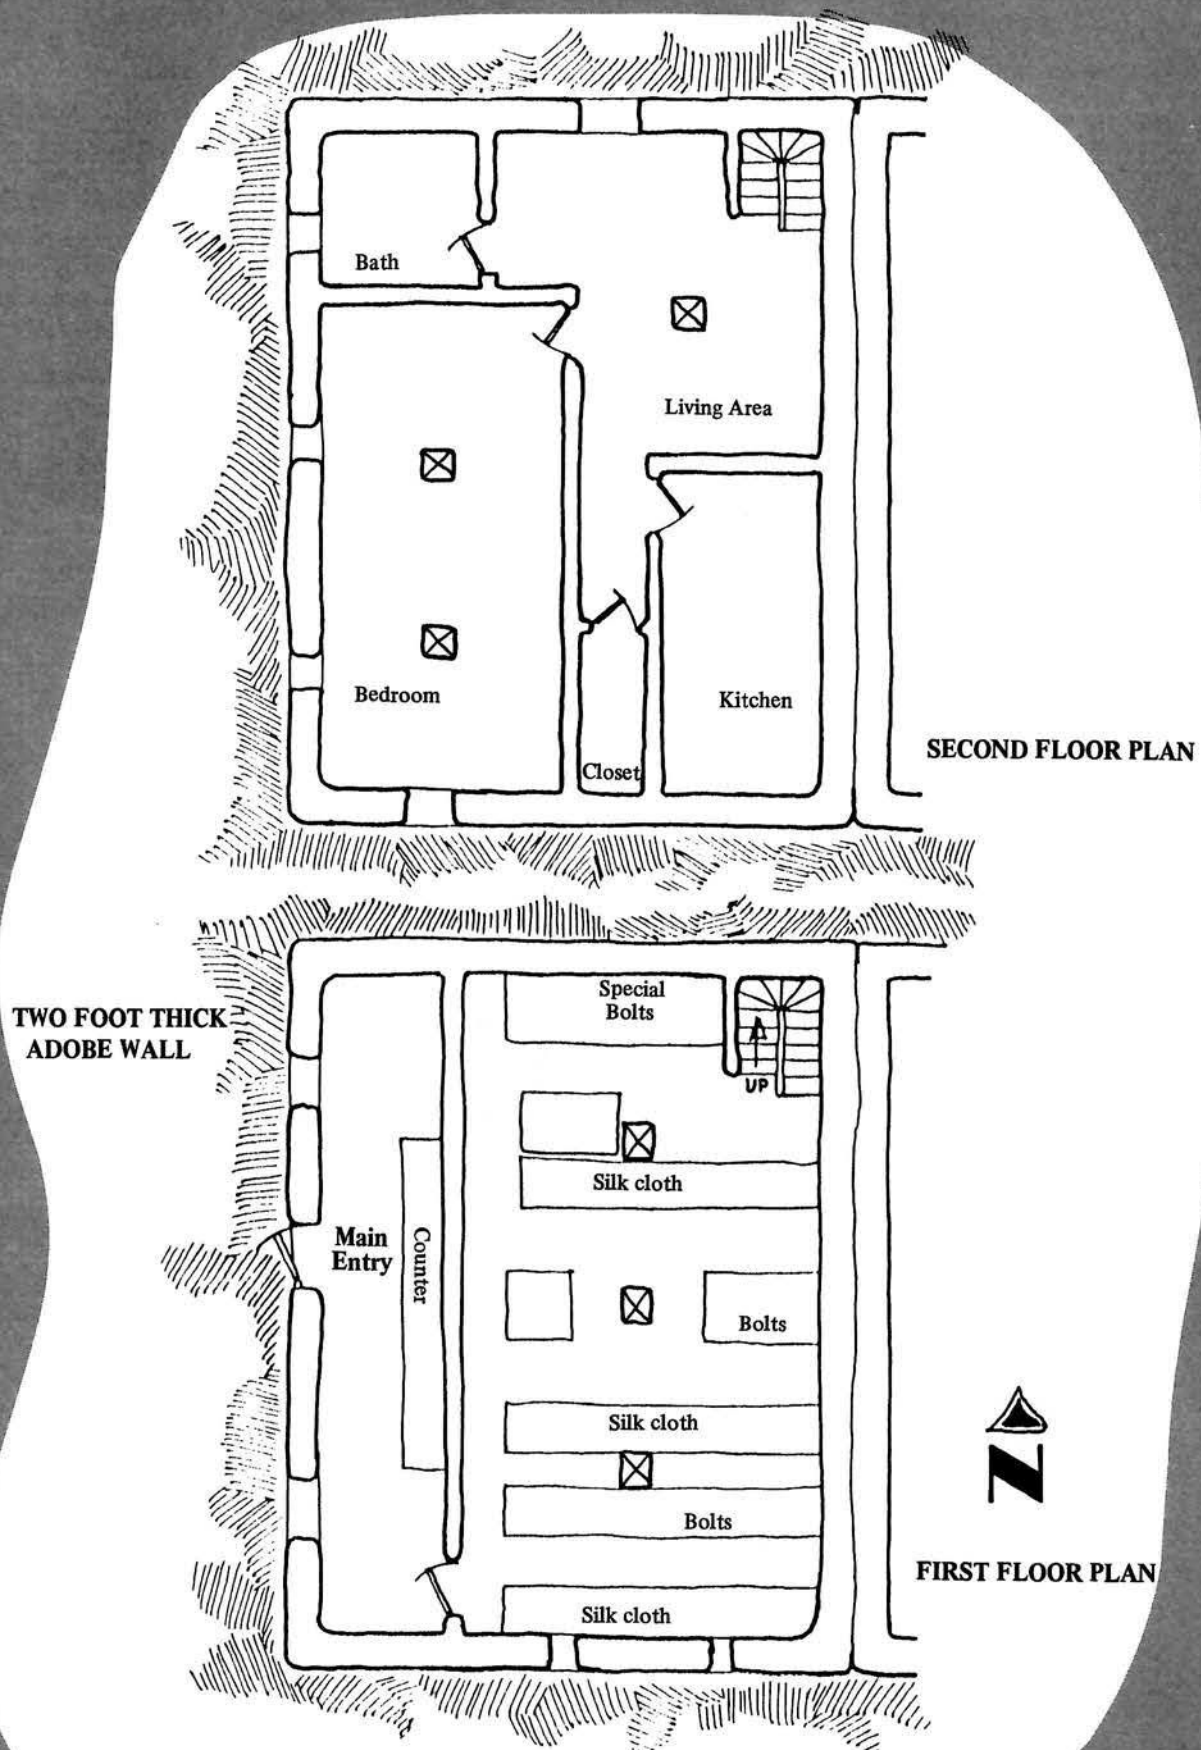 Bath
Living Area
Bedroom
Kitchen
Closet
SECOND FLOOR PLAN
TWO FOOT THICK
ADOBE WALL
Special
Bolts
UP
Silk cloth
Main
Entry
Counter
Bolts
Silk cloth
Bolts
Silk cloth
N
FIRST FLOOR PLAN